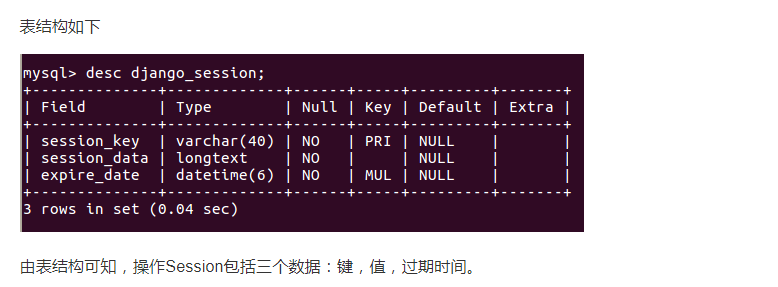 表结构如下
mysql> desc django_session;
+--------------+-------------+------+-----+---------+-------+
| Field        | Type        | Null | Key | Default | Extra |
+--------------+-------------+------+-----+---------+-------+
| session_key  | varchar(40) | NO   | PRI | NULL    |       |
| session_data | longtext    | NO   |     | NULL    |       |
| expire_date  | datetime(6) | NO   | MUL | NULL    |       |
+--------------+-------------+------+-----+---------+-------+
3 rows in set (0.04 sec)
由表结构可知，操作Session包括三个数据：键，值，过期时间。